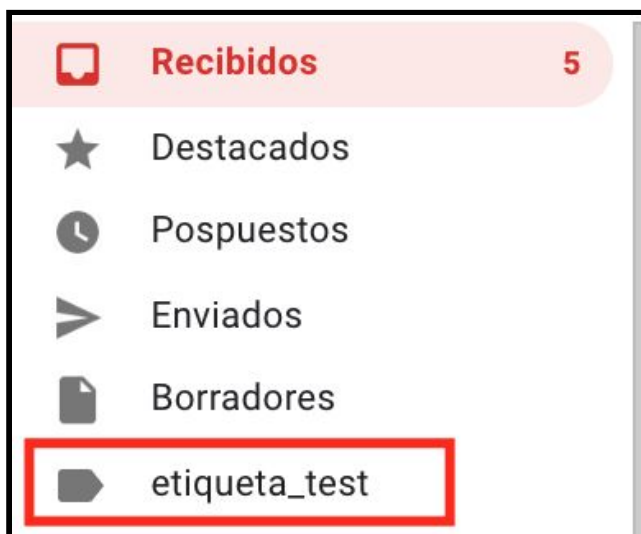 Recibidos 5
Destacados
Pospuestos
Enviados
Borradores
etiqueta_test